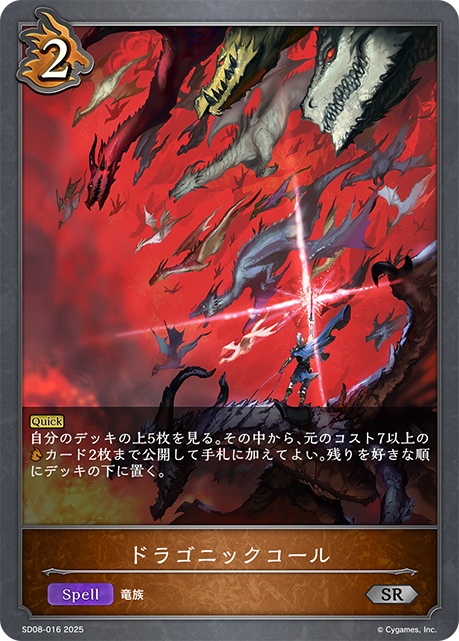 2
Quick
自分のデッキの上5枚を見る。その中から、元のコスト7以上の
カード2枚まで公開して手札に加えてよい。残りを好きな順
にデッキの下に置く。
ドラゴニックコール
Spell 竜族 SR
SD08-016 2025 © Cygames, Inc.